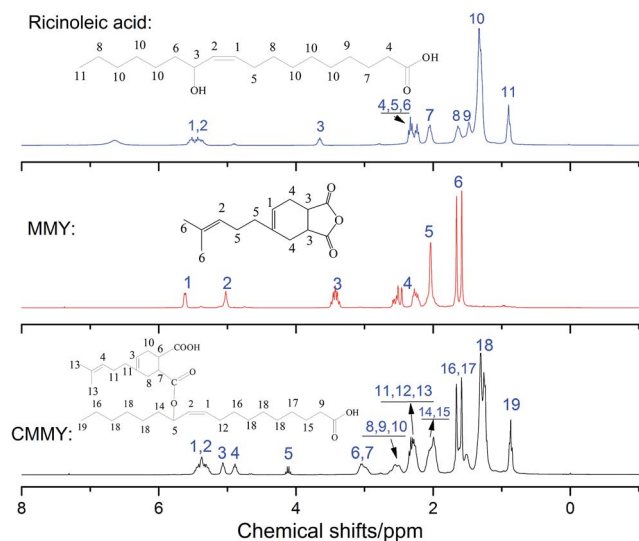 Ricinoleic acid:
8 10 6 2 1 8 10 9 4 O OH
11 10 10 3 5 10 10 7
OH
1,2 3 4,5,6 7 8 9 10 11
MMY:
6 2 5 1 4 3 O
6 5 4 3 O
O
1 2 3 4 5 6
CMMY:
10 6 COOH
13 4 11 3 7 O
13 11 8
O
16 18 14 2 1 16 18 17 9 O OH
19 18 18 5 12 18 18 15
1,2 3 4 5 6,7 8,9,10 11,12,13 14,15 16,17 18 19
8 6 4 2 0
Chemical shifts/ppm